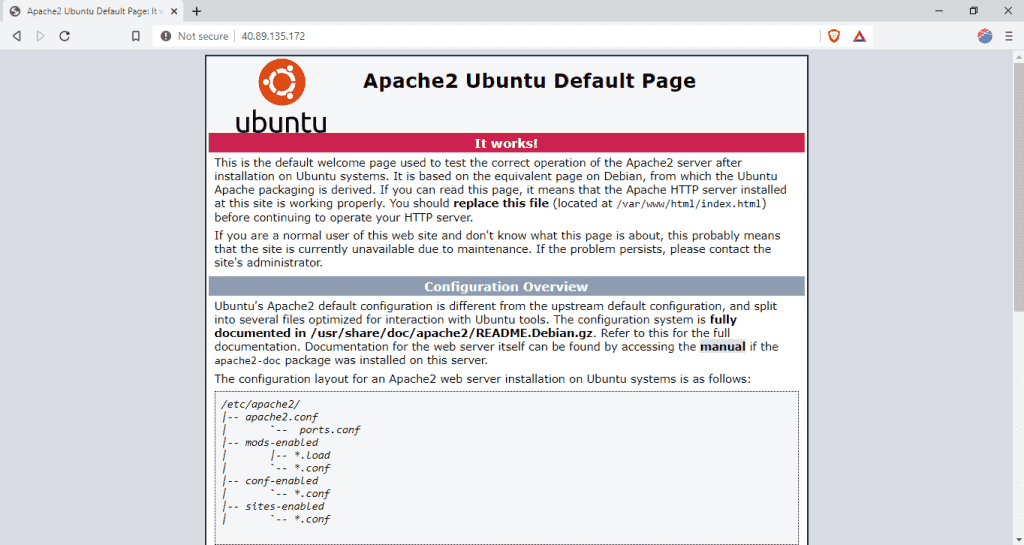 Apache2 Ubuntu Default Page: It w
Not secure
40.89.135.172
ubuntu
Apache2 Ubuntu Default Page
It works!
This is the default welcome page used to test the correct operation of the Apache2 server after
installation on Ubuntu systems. It is based on the equivalent page on Debian, from which the Ubuntu
Apache packaging is derived. If you can read this page, it means that the Apache HTTP server installed
at this site is working properly. You should replace this file (located at /var/www/html/index.html)
before continuing to operate your HTTP server.
If you are a normal user of this web site and don't know what this page is about, this probably means
that the site is currently unavailable due to maintenance. If the problem persists, please contact the
site's administrator.
Configuration Overview
Ubuntu's Apache2 default configuration is different from the upstream default configuration, and split
into several files optimized for interaction with Ubuntu tools. The configuration system is fully
documented in /usr/share/doc/apache2/README.Debian.gz. Refer to this for the full
documentation. Documentation for the web server itself can be found by accessing the manual if the
apache2-doc package was installed on this server.
The configuration layout for an Apache2 web server installation on Ubuntu systems is as follows:
/etc/apache2/
|-- apache2.conf
|       `--  ports.conf
|-- mods-enabled
|       |-- *.load
|       `-- *.conf
|-- conf-enabled
|       `-- *.conf
|-- sites-enabled
|       `-- *.conf